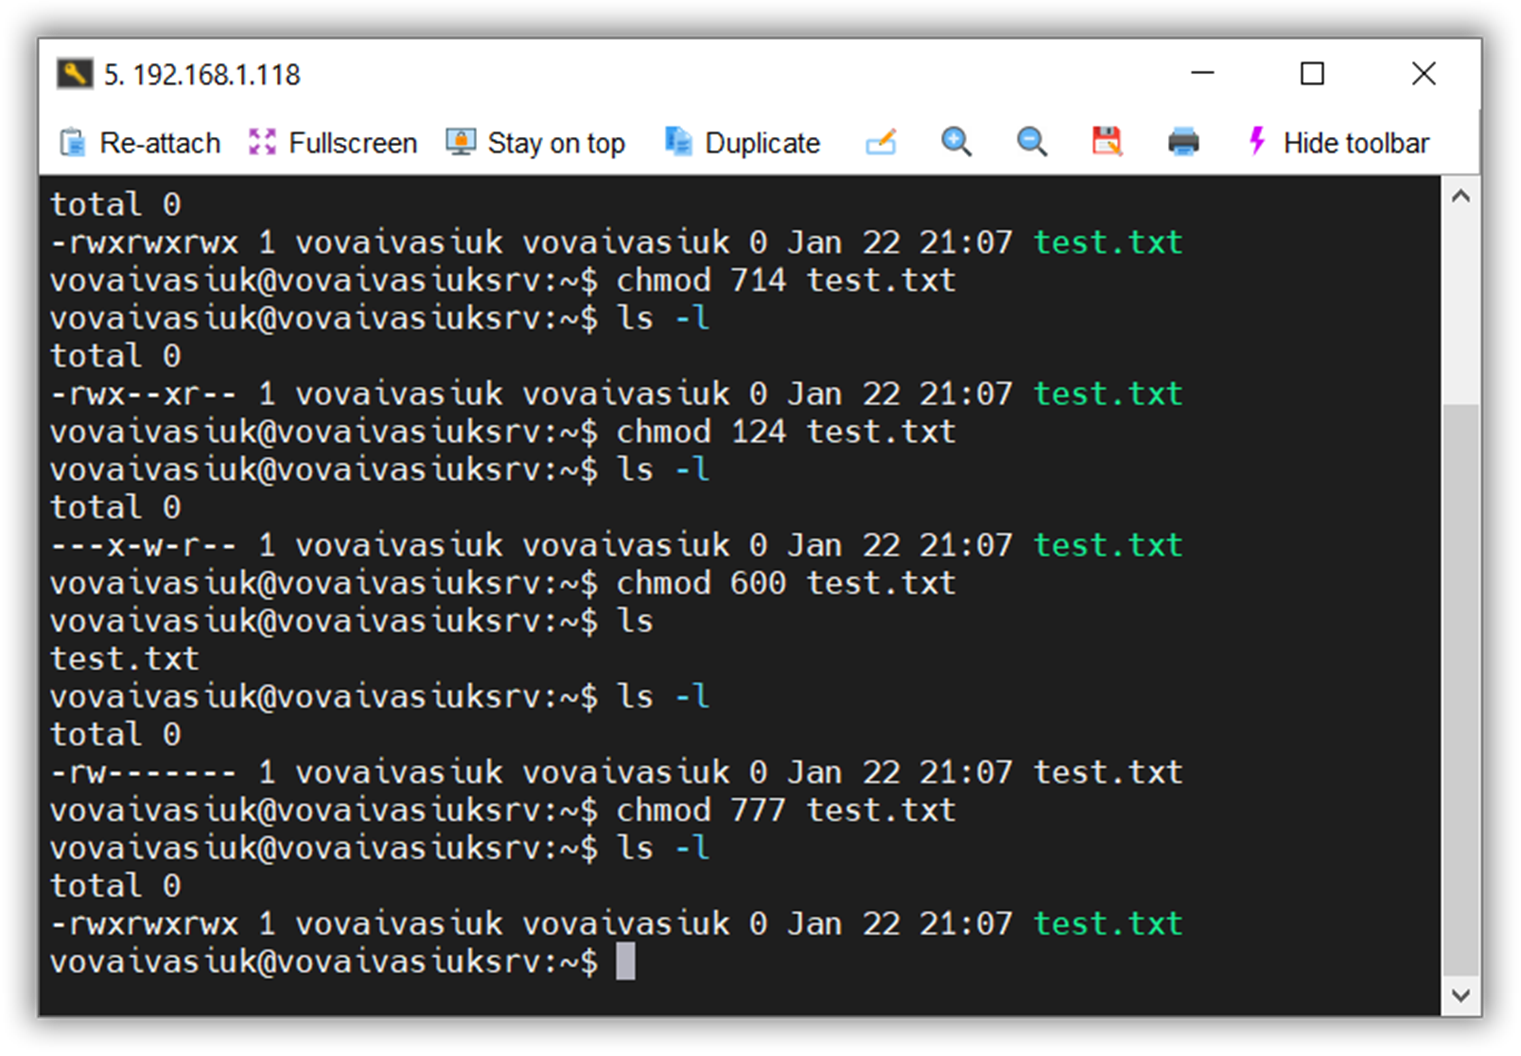 5. 192.168.1.118
Re-attach Fullscreen Stay on top Duplicate Hide toolbar
total 0
-rwxrwxrwx 1 vovaivasiuk vovaivasiuk 0 Jan 22 21:07 test.txt
vovaivasiuk@vovaivasiuksrv:~$ chmod 714 test.txt
vovaivasiuk@vovaivasiuksrv:~$ ls -l
total 0
-rwx--xr-- 1 vovaivasiuk vovaivasiuk 0 Jan 22 21:07 test.txt
vovaivasiuk@vovaivasiuksrv:~$ chmod 124 test.txt
vovaivasiuk@vovaivasiuksrv:~$ ls -l
total 0
---x-w-r-- 1 vovaivasiuk vovaivasiuk 0 Jan 22 21:07 test.txt
vovaivasiuk@vovaivasiuksrv:~$ chmod 600 test.txt
vovaivasiuk@vovaivasiuksrv:~$ ls
test.txt
vovaivasiuk@vovaivasiuksrv:~$ ls -l
total 0
-rw------- 1 vovaivasiuk vovaivasiuk 0 Jan 22 21:07 test.txt
vovaivasiuk@vovaivasiuksrv:~$ chmod 777 test.txt
vovaivasiuk@vovaivasiuksrv:~$ ls -l
total 0
-rwxrwxrwx 1 vovaivasiuk vovaivasiuk 0 Jan 22 21:07 test.txt
vovaivasiuk@vovaivasiuksrv:~$